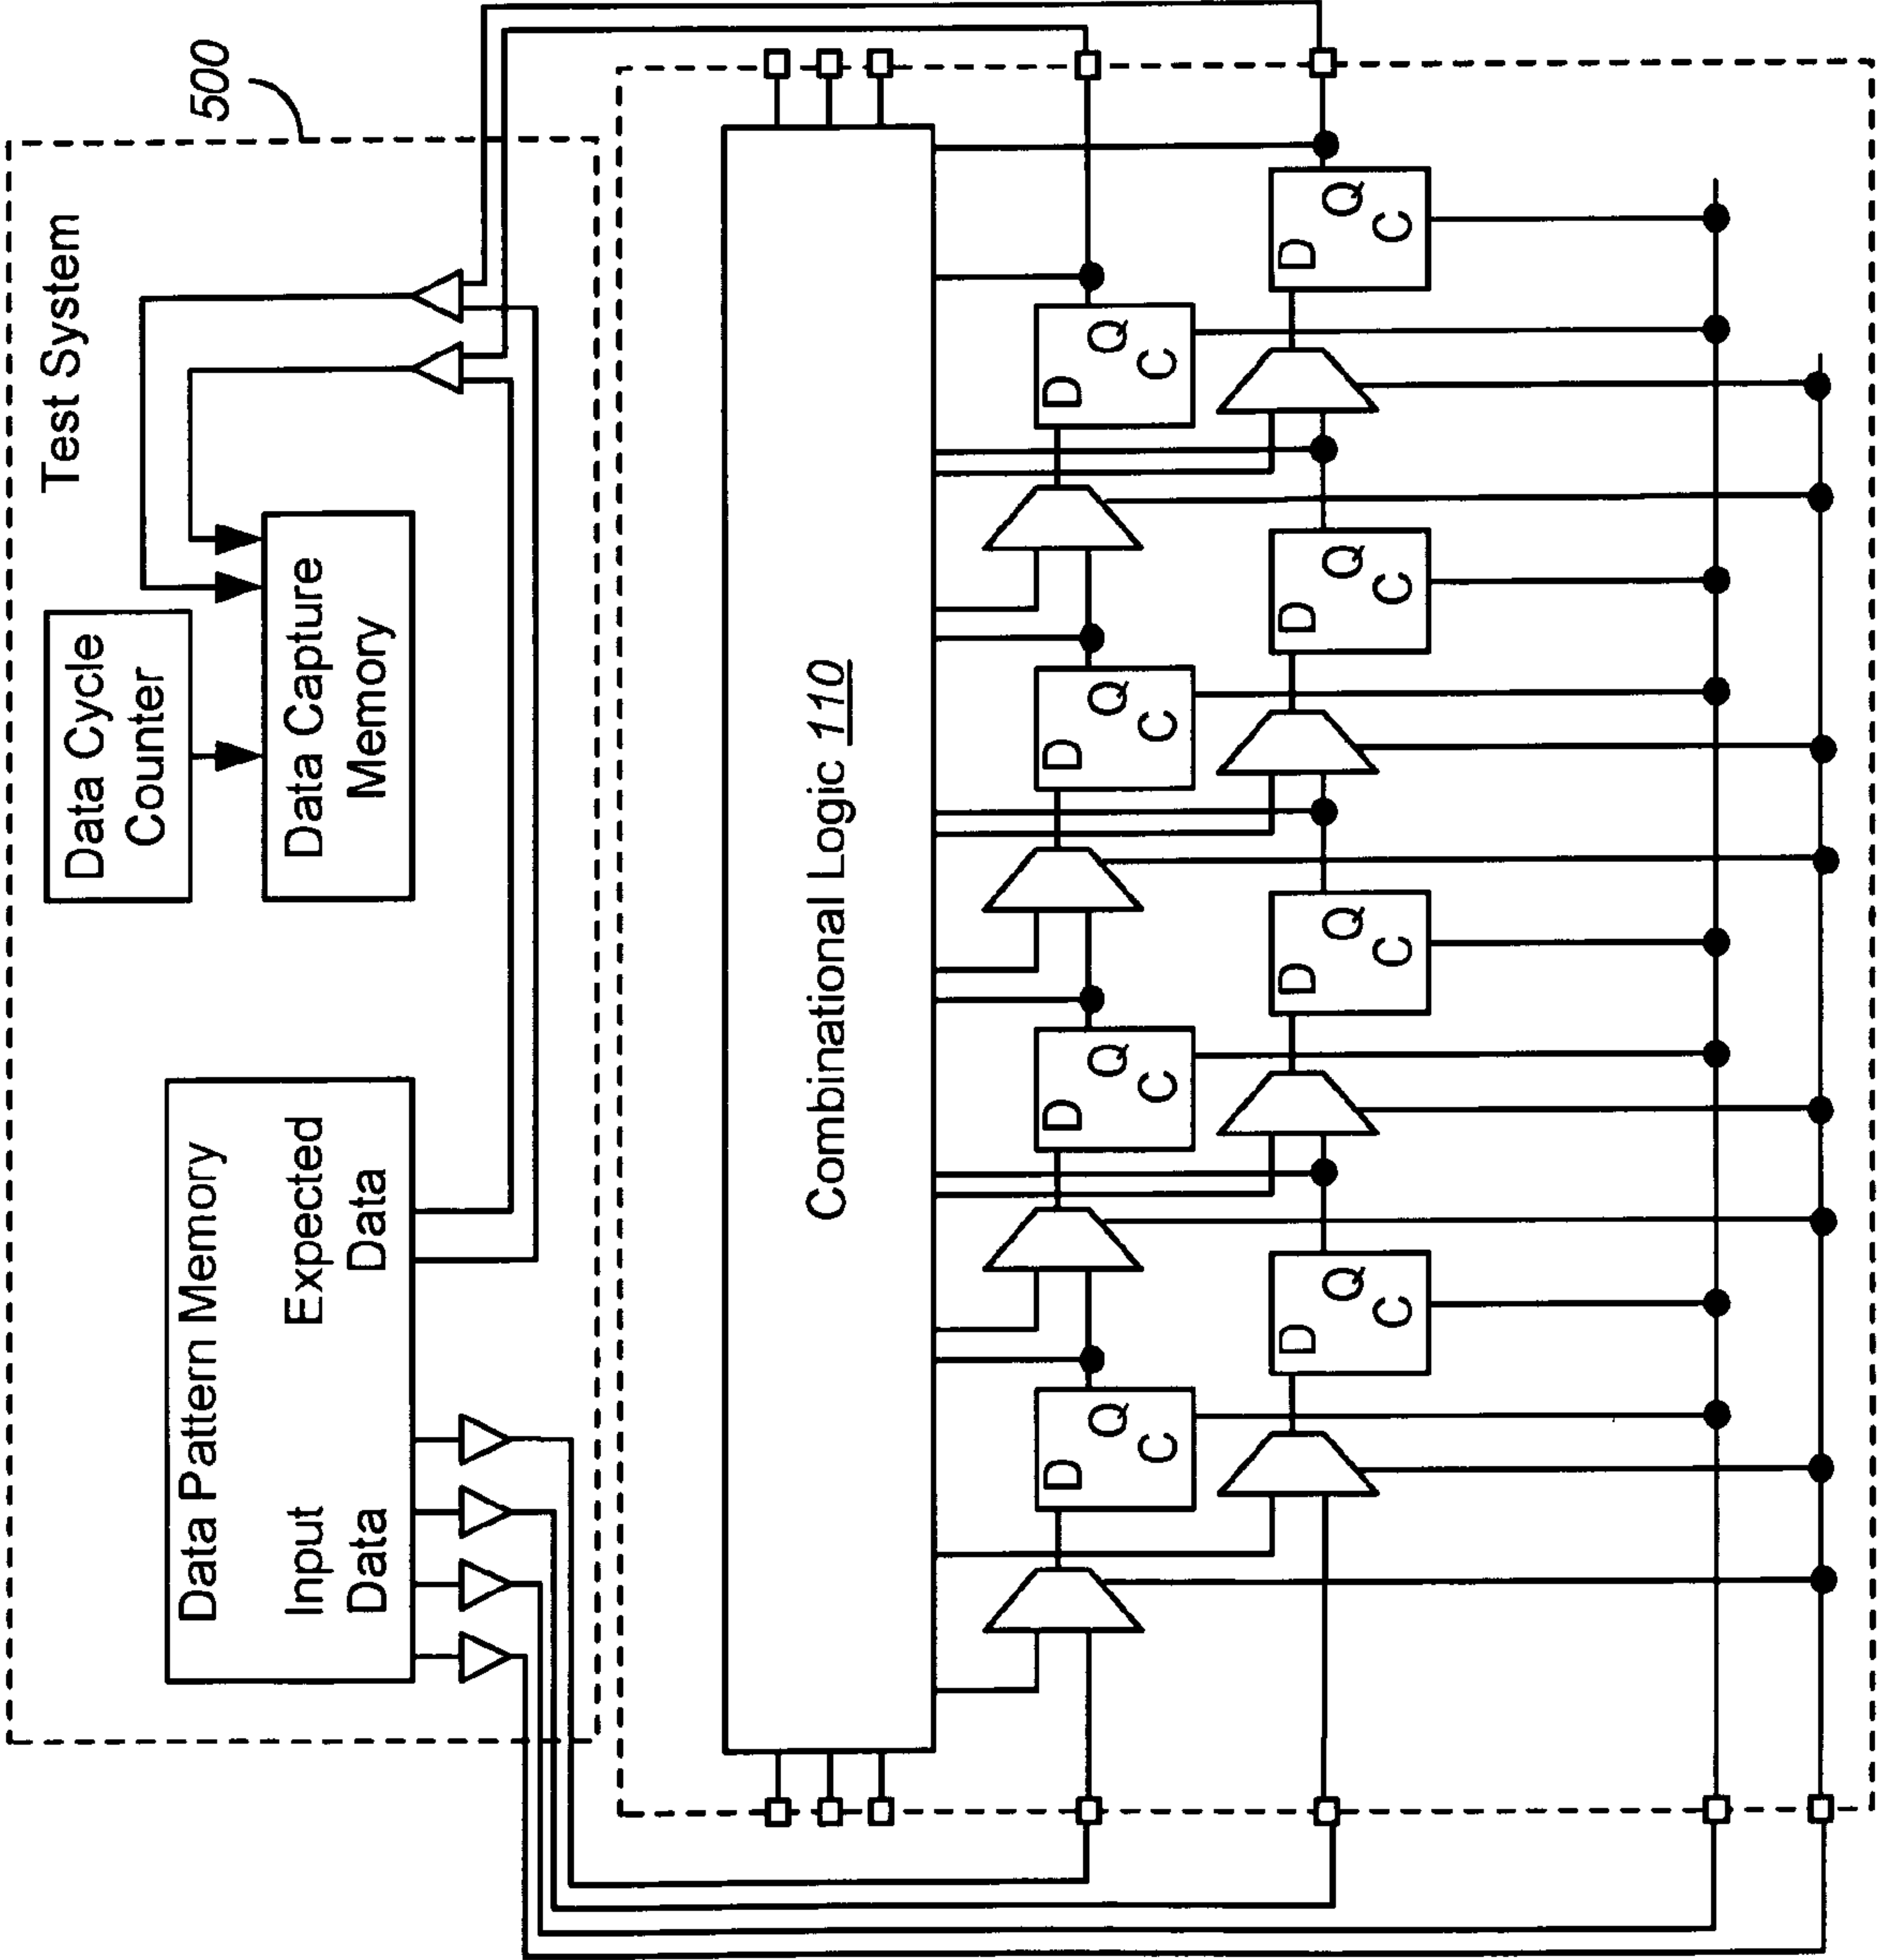 500
Test System
Data Pattern Memory
Input
Data
Expected
Data
Data Cycle
Counter
Data Capture
Memory
Combinational Logic 110
D
Q
C
D
Q
C
D
Q
C
D
Q
C
D
Q
C
D
Q
C
D
Q
C
D
Q
C